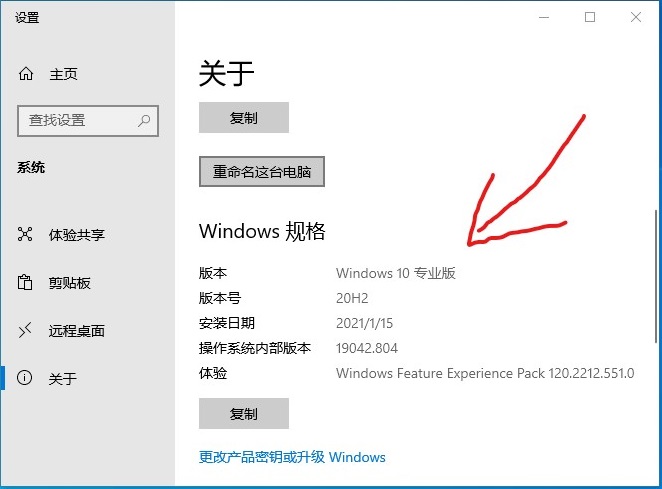 设置
主页
查找设置
系统
体验共享
剪贴板
远程桌面
关于
关于
复制
重命名这台电脑
Windows 规格
版本 Windows 10 专业版
版本号 20H2
安装日期 2021/1/15
操作系统内部版本 19042.804
体验 Windows Feature Experience Pack 120.2212.551.0
复制
更改产品密钥或升级 Windows